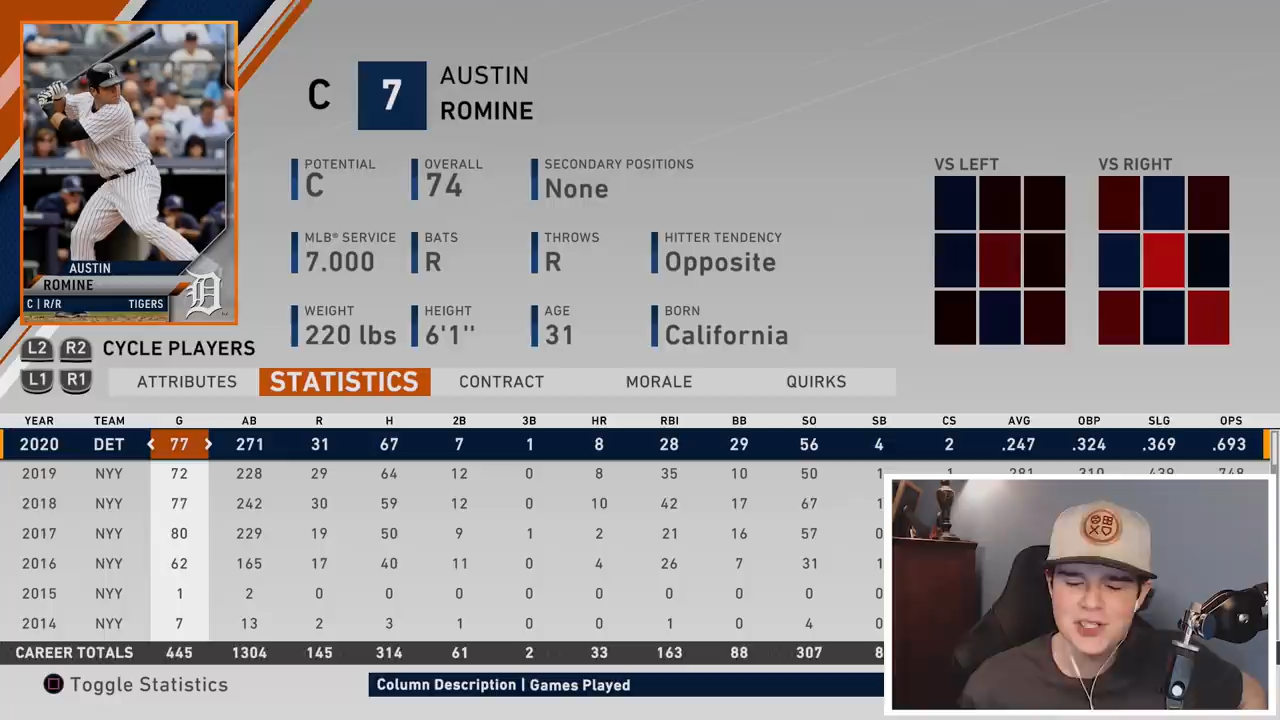 C
7
AUSTIN
ROMINE
POTENTIAL
C
OVERALL
74
SECONDARY POSITIONS
None
MLB® SERVICE
7.000
BATS
R
THROWS
R
HITTER TENDENCY
Opposite
WEIGHT
220 lbs
HEIGHT
6'1"
AGE
31
BORN
California
VS LEFT
VS RIGHT
AUSTIN
ROMINE
C | R/R TIGERS
L2 R2 CYCLE PLAYERS
L1 R1
ATTRIBUTES STATISTICS CONTRACT MORALE QUIRKS
YEAR TEAM G AB R H 2B 3B HR RBI BB SO SB CS AVG OBP SLG OPS
2020 DET < 77 > 271 31 67 7 1 8 28 29 56 4 2 .247 .324 .369 .693
2019 NYY 72 228 29 64 12 0 8 35 10 50 1
2018 NYY 77 242 30 59 12 0 10 42 17 67 1
2017 NYY 80 229 19 50 9 1 2 21 16 57 0
2016 NYY 62 165 17 40 11 0 4 26 7 31 1
2015 NYY 1 2 0 0 0 0 0 0 0 0 0
2014 NYY 7 13 2 3 1 0 0 1 0 4 0
CAREER TOTALS 445 1304 145 314 61 2 33 163 88 307 8
Toggle Statistics
Column Description | Games Played